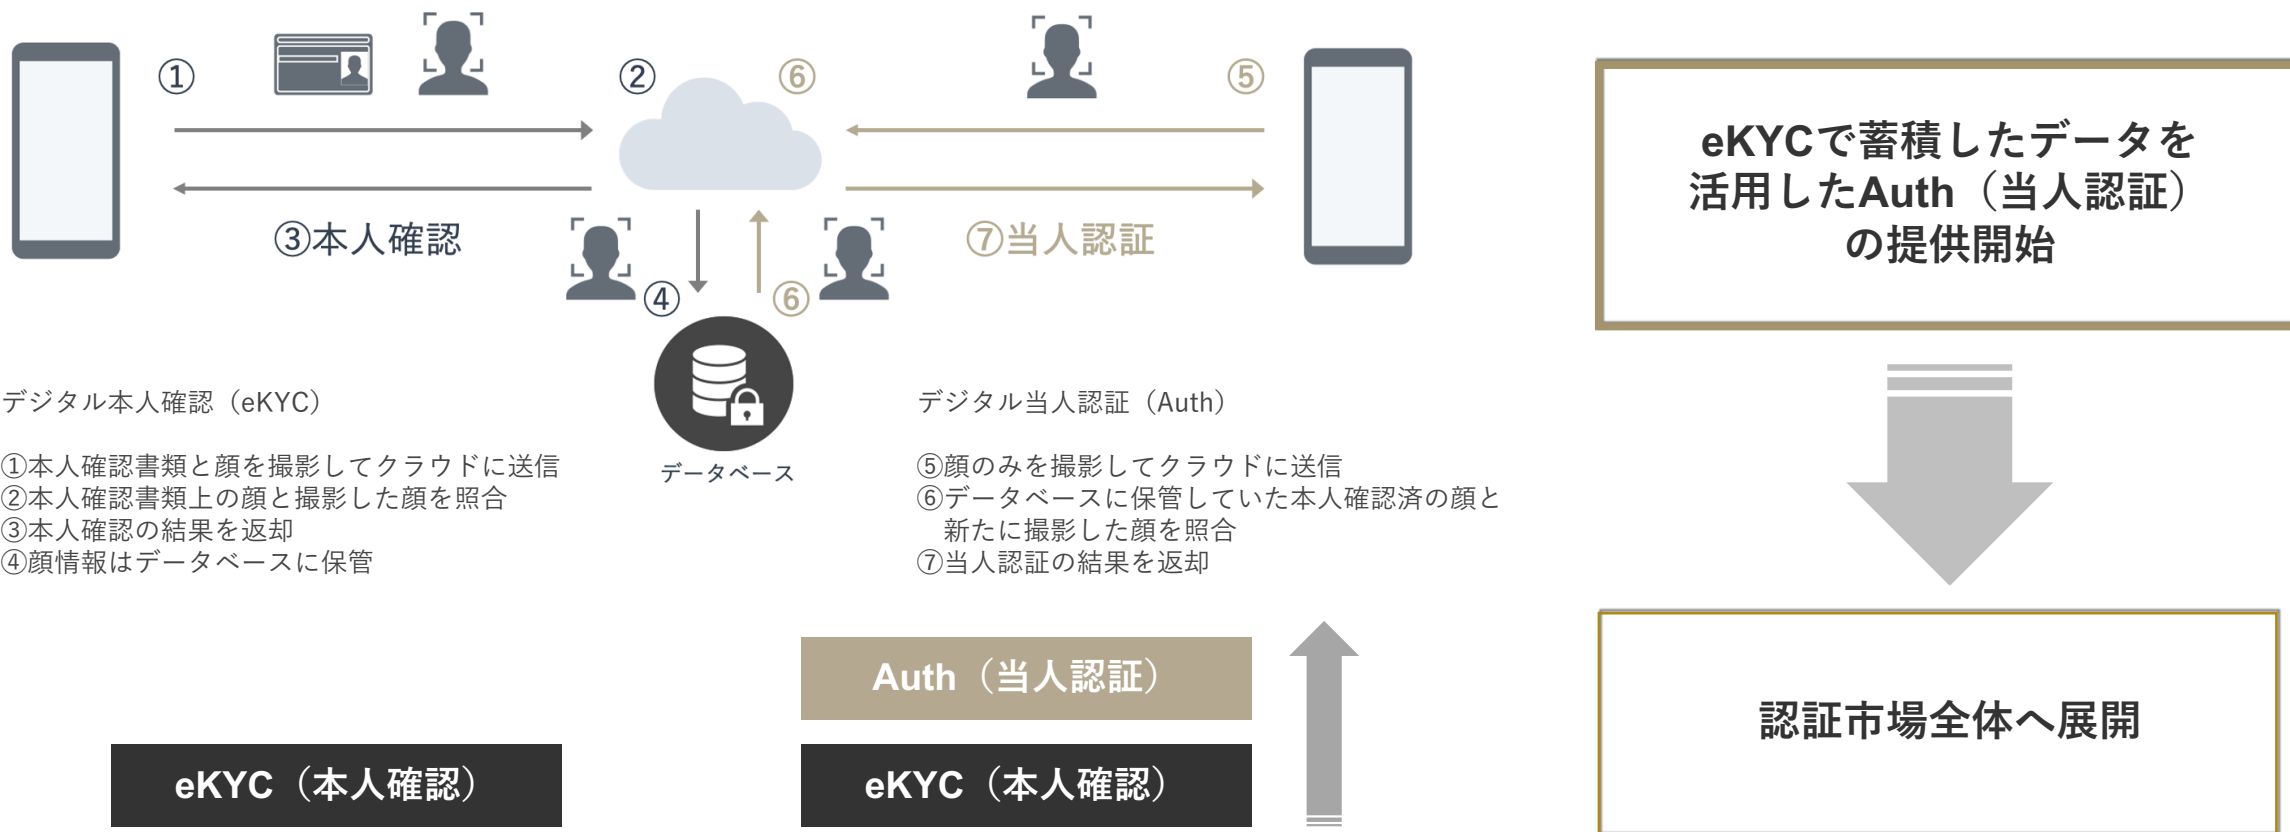 ①
②
⑥
⑤
③本人確認
⑦当人認証
④
⑥
データベース
デジタル本人確認（eKYC）
①本人確認書類と顔を撮影してクラウドに送信
②本人確認書類上の顔と撮影した顔を照合
③本人確認の結果を返却
④顔情報はデータベースに保管
デジタル当人認証（Auth）
⑤顔のみを撮影してクラウドに送信
⑥データベースに保管していた本人確認済の顔と
新たに撮影した顔を照合
⑦当人認証の結果を返却
eKYC（本人確認）
Auth（当人認証）
eKYC（本人確認）
eKYCで蓄積したデータを
活用したAuth（当人認証）
の提供開始
認証市場全体へ展開